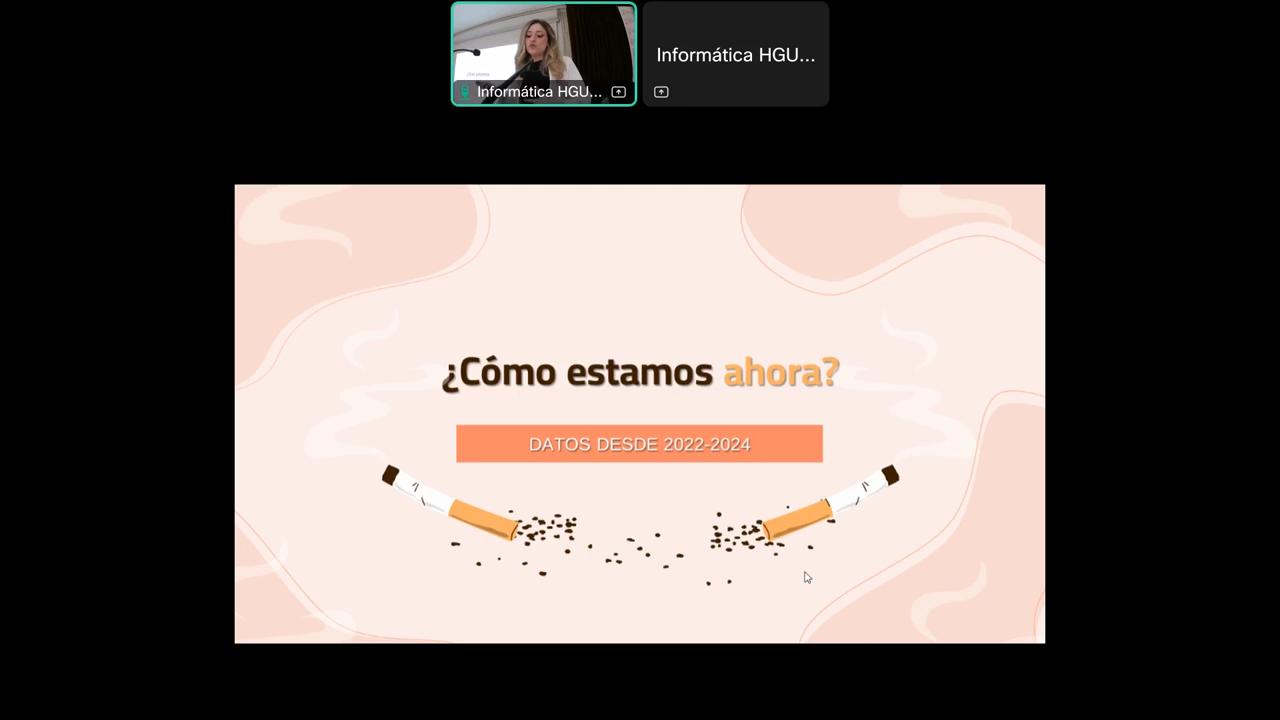 Informática HGU...
Informática HGU...
¿Cómo estamos ahora?
DATOS DESDE 2022-2024